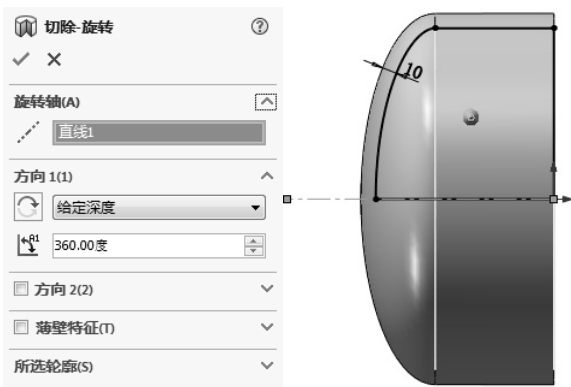 切除-旋转
旋转轴(A)
直线1
方向1(1)
给定深度
A1
360.00度
方向 2(2)
薄壁特征(T)
所选轮廓(S)
10